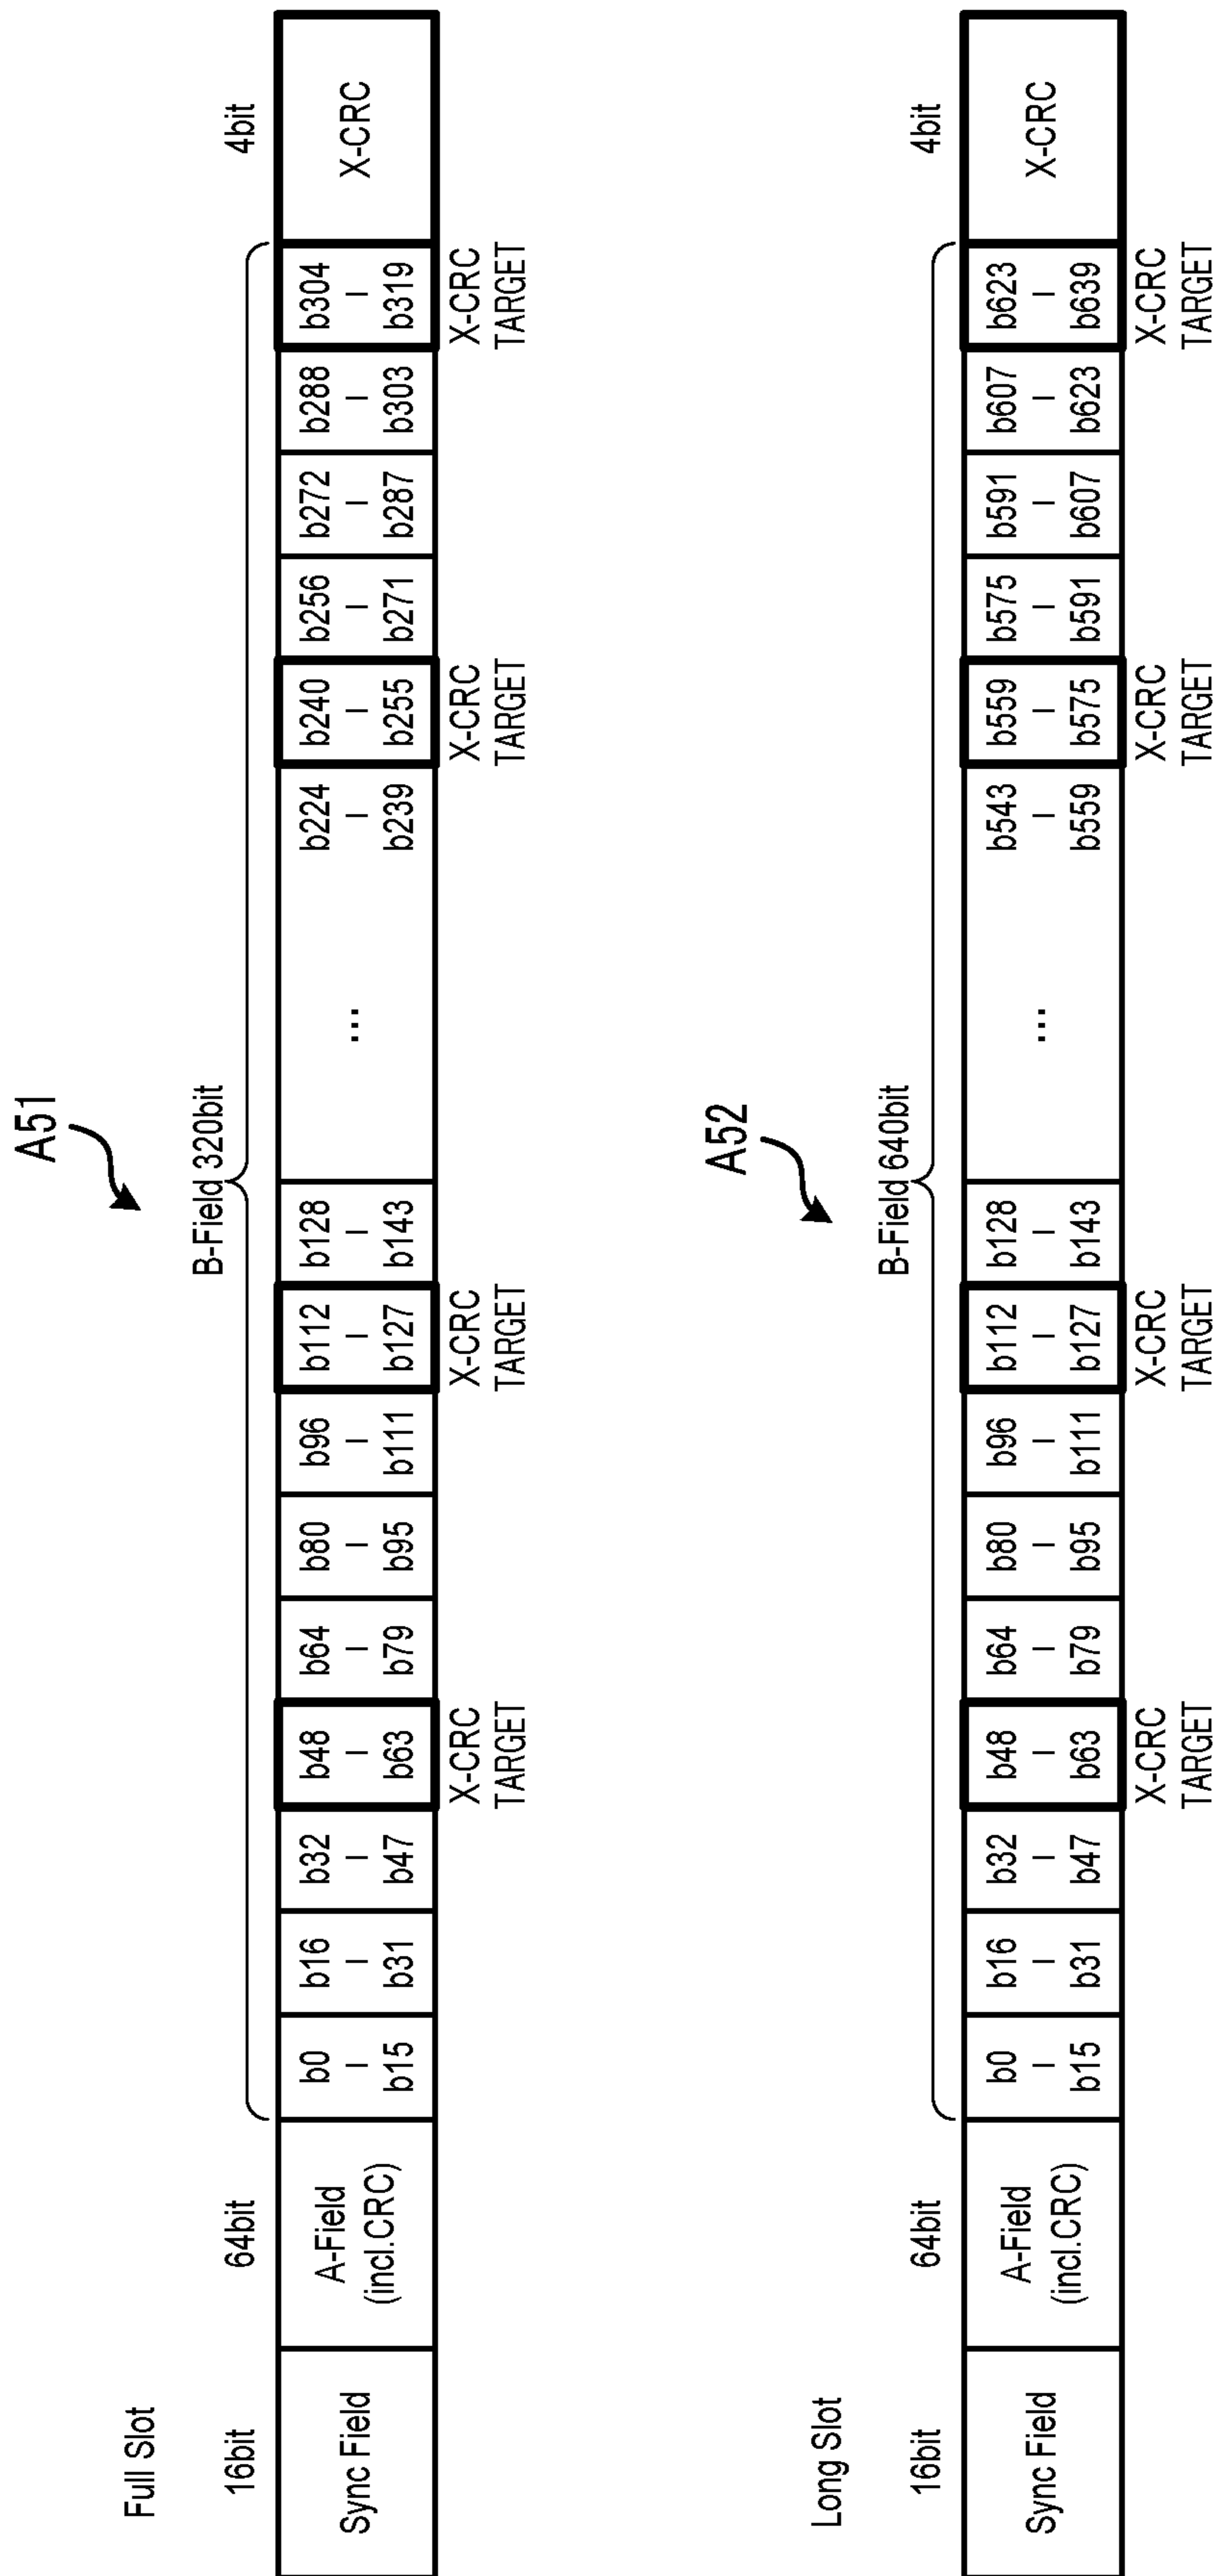 A51
Full Slot
16bit
64bit
B-Field 320bit
4bit
Sync Field
A-Field
(incl.CRC)
b0
b15
b16
b31
b32
b47
b48
b63
b64
b79
b80
b95
b96
b111
b112
b127
b128
b143
...
b224
b239
b240
b255
b256
b271
b272
b287
b288
b303
b304
b319
X-CRC
X-CRC
TARGET
X-CRC
TARGET
X-CRC
TARGET
X-CRC
TARGET
A52
Long Slot
16bit
64bit
B-Field 640bit
4bit
Sync Field
A-Field
(incl.CRC)
b0
b15
b16
b31
b32
b47
b48
b63
b64
b79
b80
b95
b96
b111
b112
b127
b128
b143
...
b543
b559
b559
b575
b575
b591
b591
b607
b607
b623
b623
b639
X-CRC
X-CRC
TARGET
X-CRC
TARGET
X-CRC
TARGET
X-CRC
TARGET